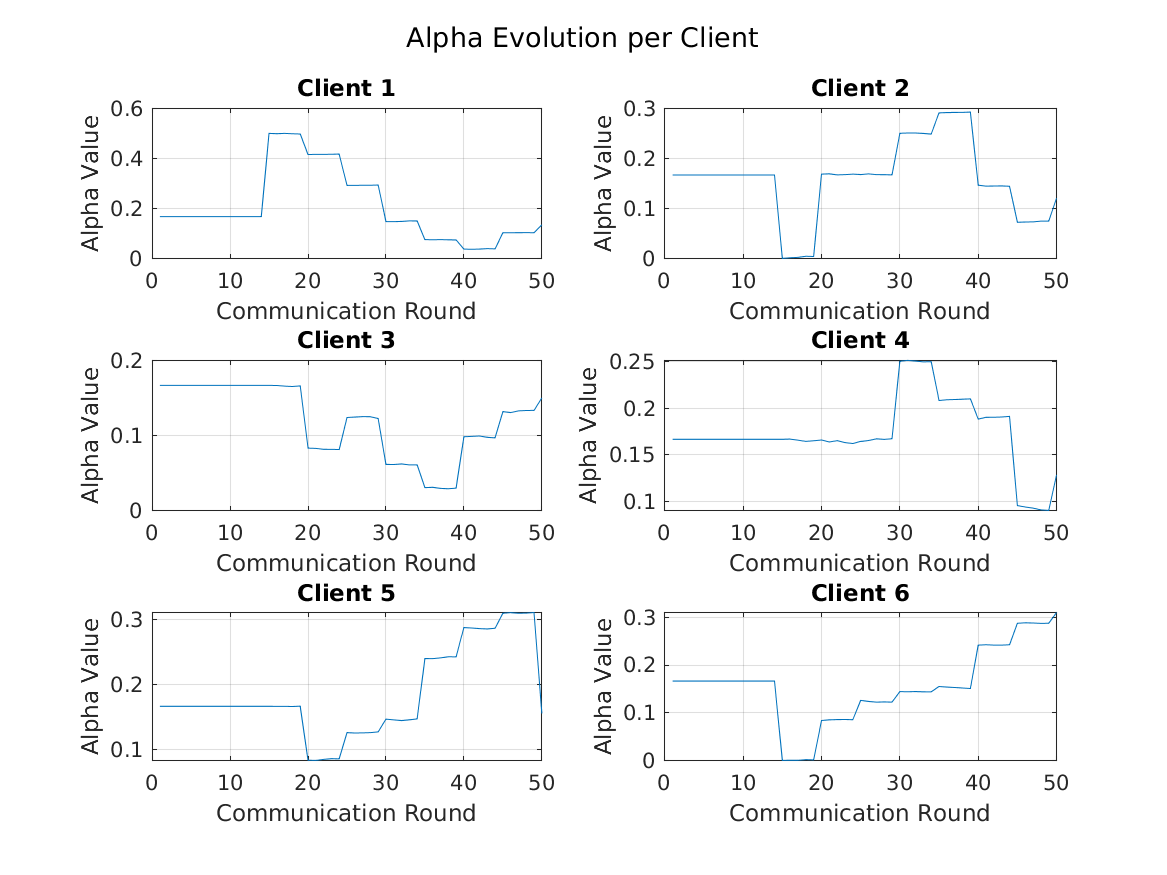 Alpha Evolution per Client
Client 1
Alpha Value
0.6
0.4
0.2
0
0 10 20 30 40 50
Communication Round
Client 2
Alpha Value
0.3
0.2
0.1
0
0 10 20 30 40 50
Communication Round
Client 3
Alpha Value
0.2
0.1
0
0 10 20 30 40 50
Communication Round
Client 4
Alpha Value
0.25
0.2
0.15
0.1
0 10 20 30 40 50
Communication Round
Client 5
Alpha Value
0.3
0.2
0.1
0 10 20 30 40 50
Communication Round
Client 6
Alpha Value
0.3
0.2
0.1
0
0 10 20 30 40 50
Communication Round